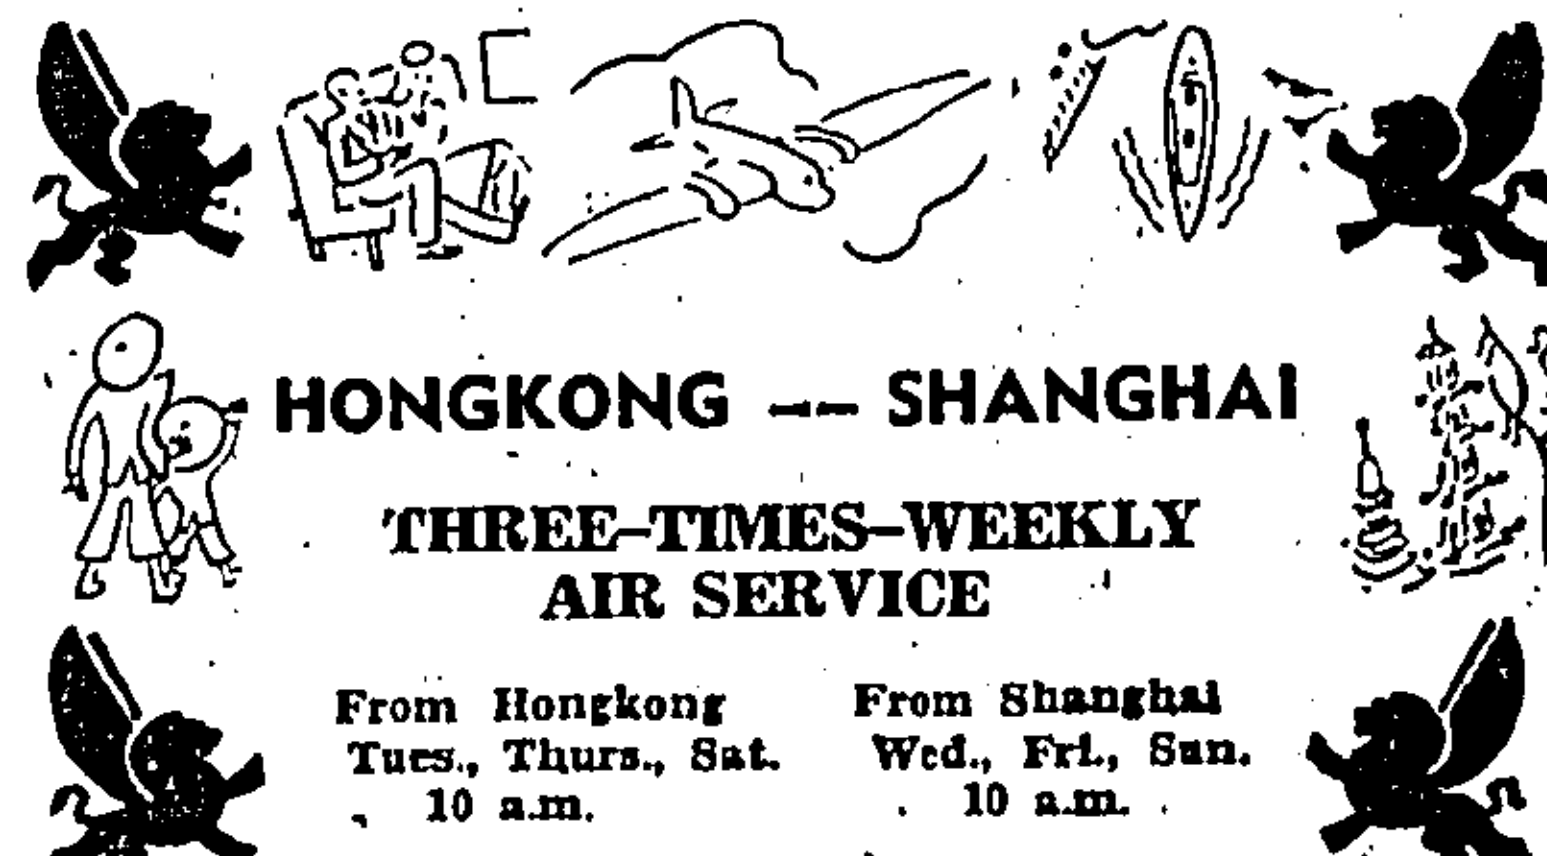 HONGKONG -- SHANGHAI
THREE-TIMES-WEEKLY
AIR SERVICE
From Hongkong
Tues., Thurs., Sat.
10 a.m.
From Shanghai
Wed., Fri., Sun.
10 a.m.